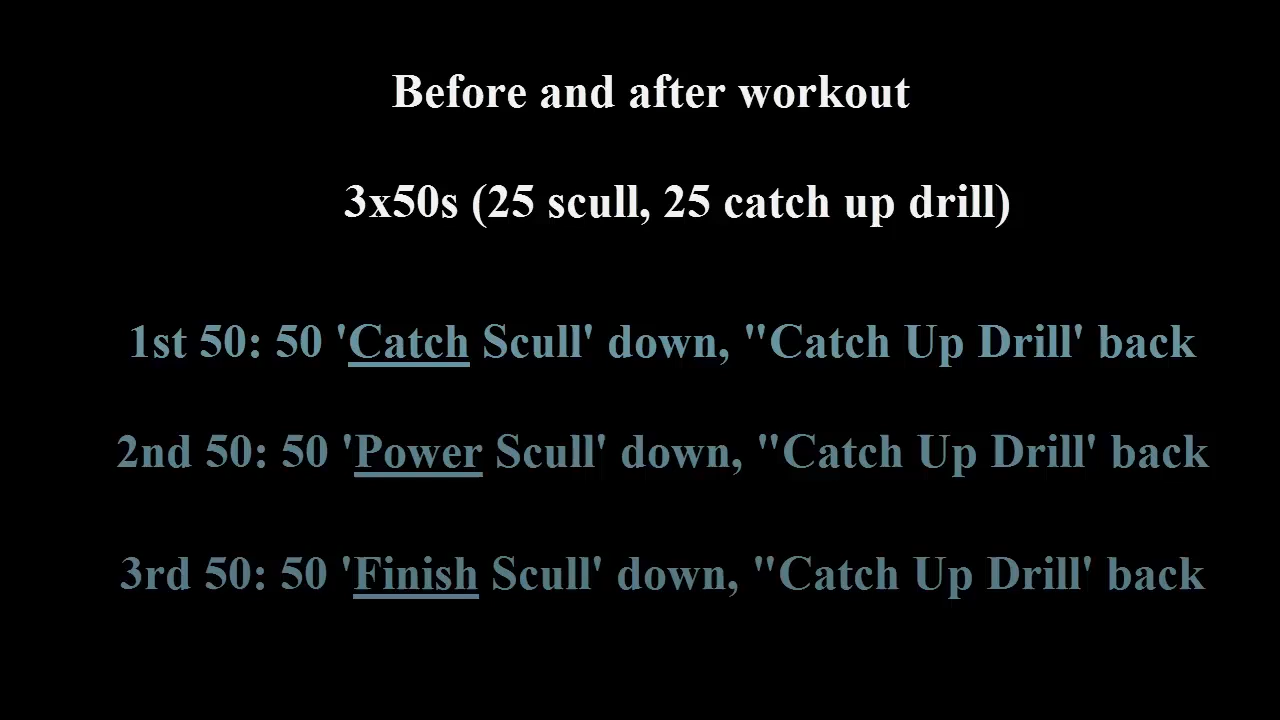 Before and after workout
3x50s (25 scull, 25 catch up drill)
1st 50: 50 'Catch Scull' down, "Catch Up Drill' back
2nd 50: 50 'Power Scull' down, "Catch Up Drill' back
3rd 50: 50 'Finish Scull' down, "Catch Up Drill' back